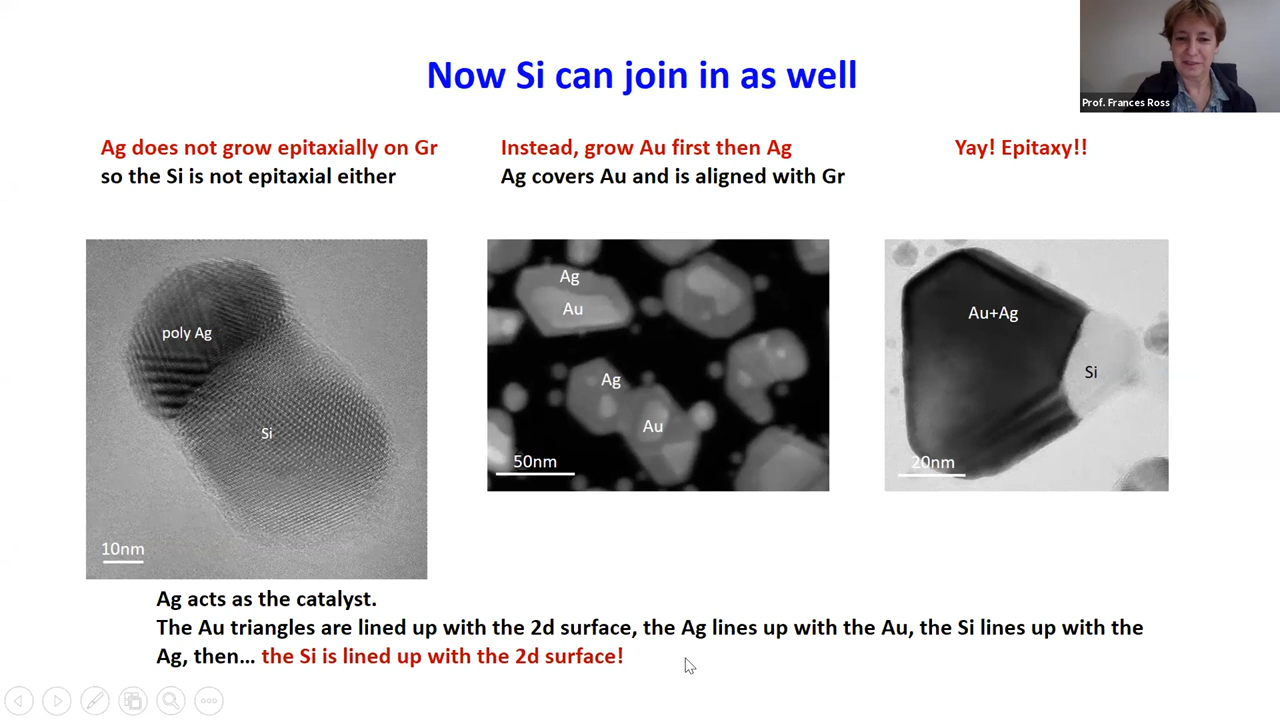 Now Si can join in as well
Prof. Frances Ross
Ag does not grow epitaxially on Gr
so the Si is not epitaxial either
Instead, grow Au first then Ag
Ag covers Au and is aligned with Gr
Yay! Epitaxy!!
poly Ag
Si
10nm
Ag
Au
Ag
Au
50nm
Au+Ag
Si
20nm
Ag acts as the catalyst.
The Au triangles are lined up with the 2d surface, the Ag lines up with the Au, the Si lines up with the
Ag, then... the Si is lined up with the 2d surface!